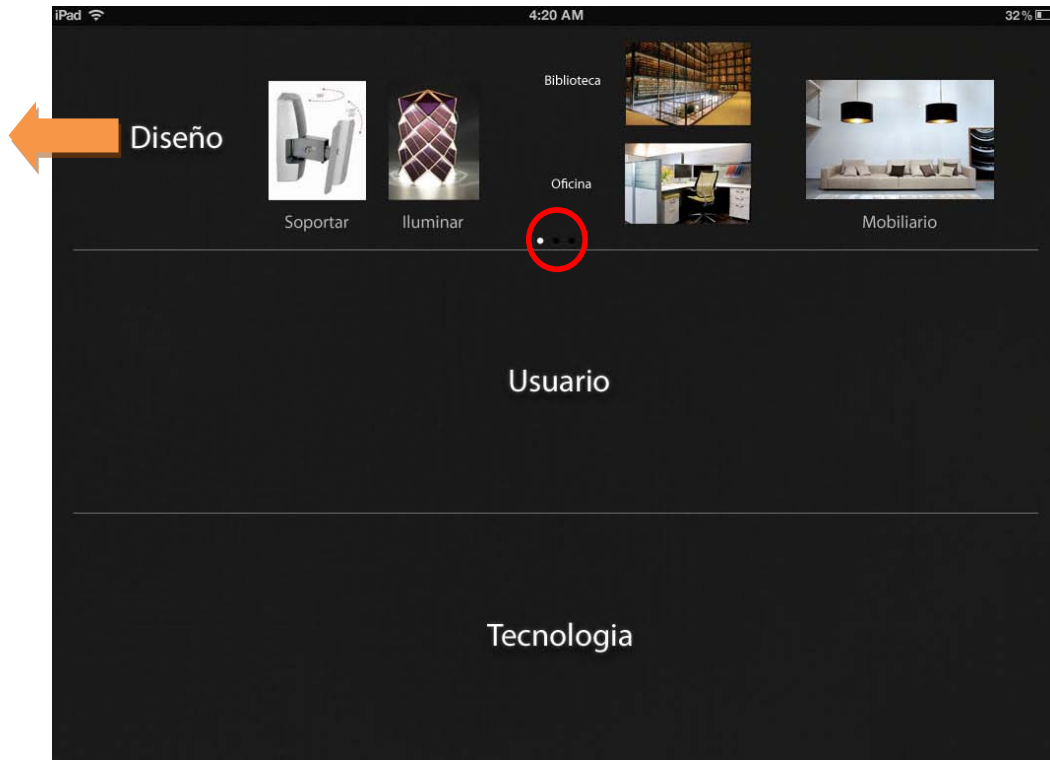 iPad 4:20 AM 32%
Biblioteca
Diseño
Oficina
Soportar Iluminar Mobiliario
Usuario
Tecnologia